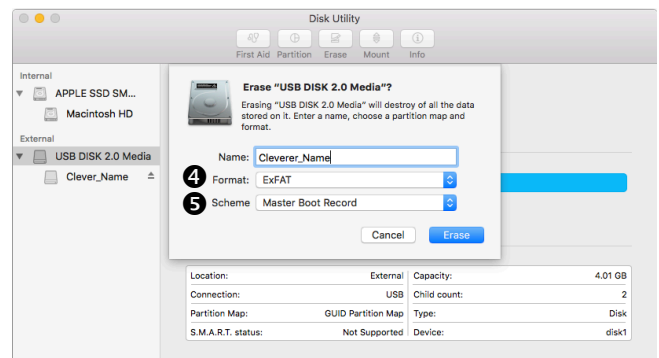 Disk Utility
First Aid Partition Erase Mount Info
Internal
APPLE SSD SM...
Macintosh HD
External
USB DISK 2.0 Media
Clever_Name
Erase "USB DISK 2.0 Media"?
Erasing "USB DISK 2.0 Media" will destroy of all the data
stored on it. Enter a name, choose a partition map and
format.
Name: Cleverer_Name
4 Format: ExFAT
5 Scheme Master Boot Record
Cancel Erase
Location: External Capacity: 4.01 GB
Connection: USB Child count: 2
Partition Map: GUID Partition Map Type: Disk
S.M.A.R.T. status: Not Supported Device: disk1